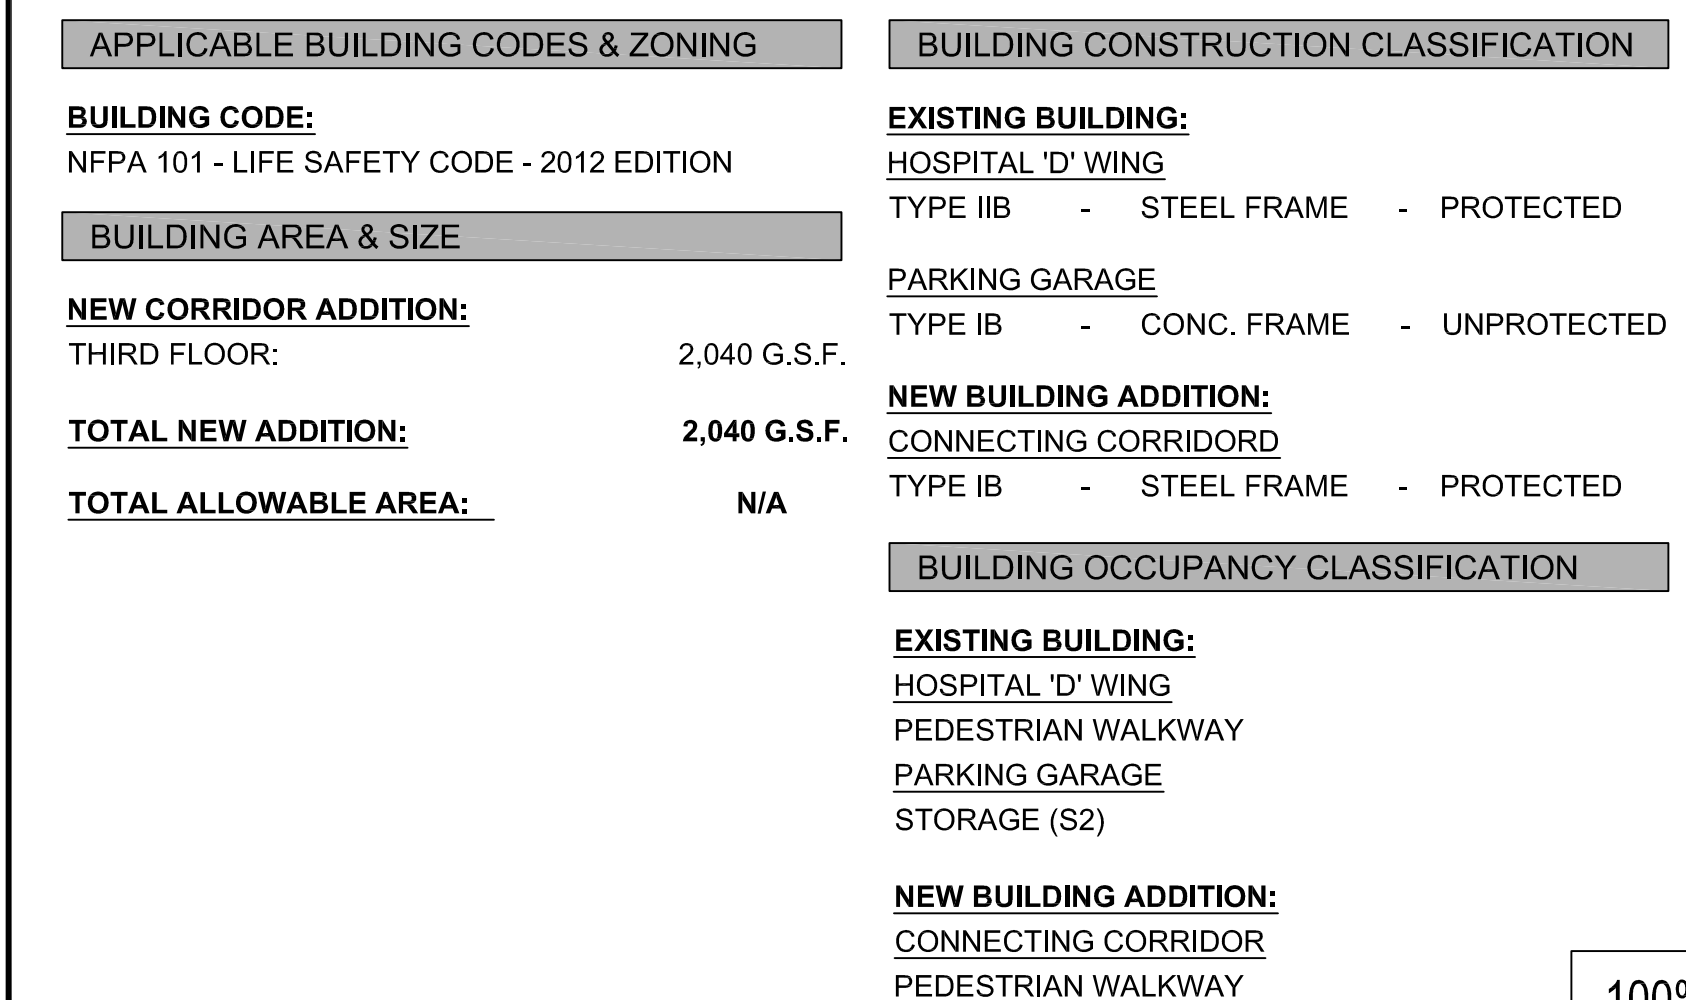 APPLICABLE BUILDING CODES & ZONING
BUILDING CODE:
NFPA 101 - LIFE SAFETY CODE - 2012 EDITION
BUILDING AREA & SIZE
NEW CORRIDOR ADDITION:
THIRD FLOOR: 2,040 G.S.F.
TOTAL NEW ADDITION: 2,040 G.S.F.
TOTAL ALLOWABLE AREA: N/A
BUILDING CONSTRUCTION CLASSIFICATION
EXISTING BUILDING:
HOSPITAL 'D' WING
TYPE IIB - STEEL FRAME - PROTECTED
PARKING GARAGE
TYPE IB - CONC. FRAME - UNPROTECTED
NEW BUILDING ADDITION:
CONNECTING CORRIDORD
TYPE IB - STEEL FRAME - PROTECTED
BUILDING OCCUPANCY CLASSIFICATION
EXISTING BUILDING:
HOSPITAL 'D' WING
PEDESTRIAN WALKWAY
PARKING GARAGE
STORAGE (S2)
NEW BUILDING ADDITION:
CONNECTING CORRIDOR
PEDESTRIAN WALKWAY
100%